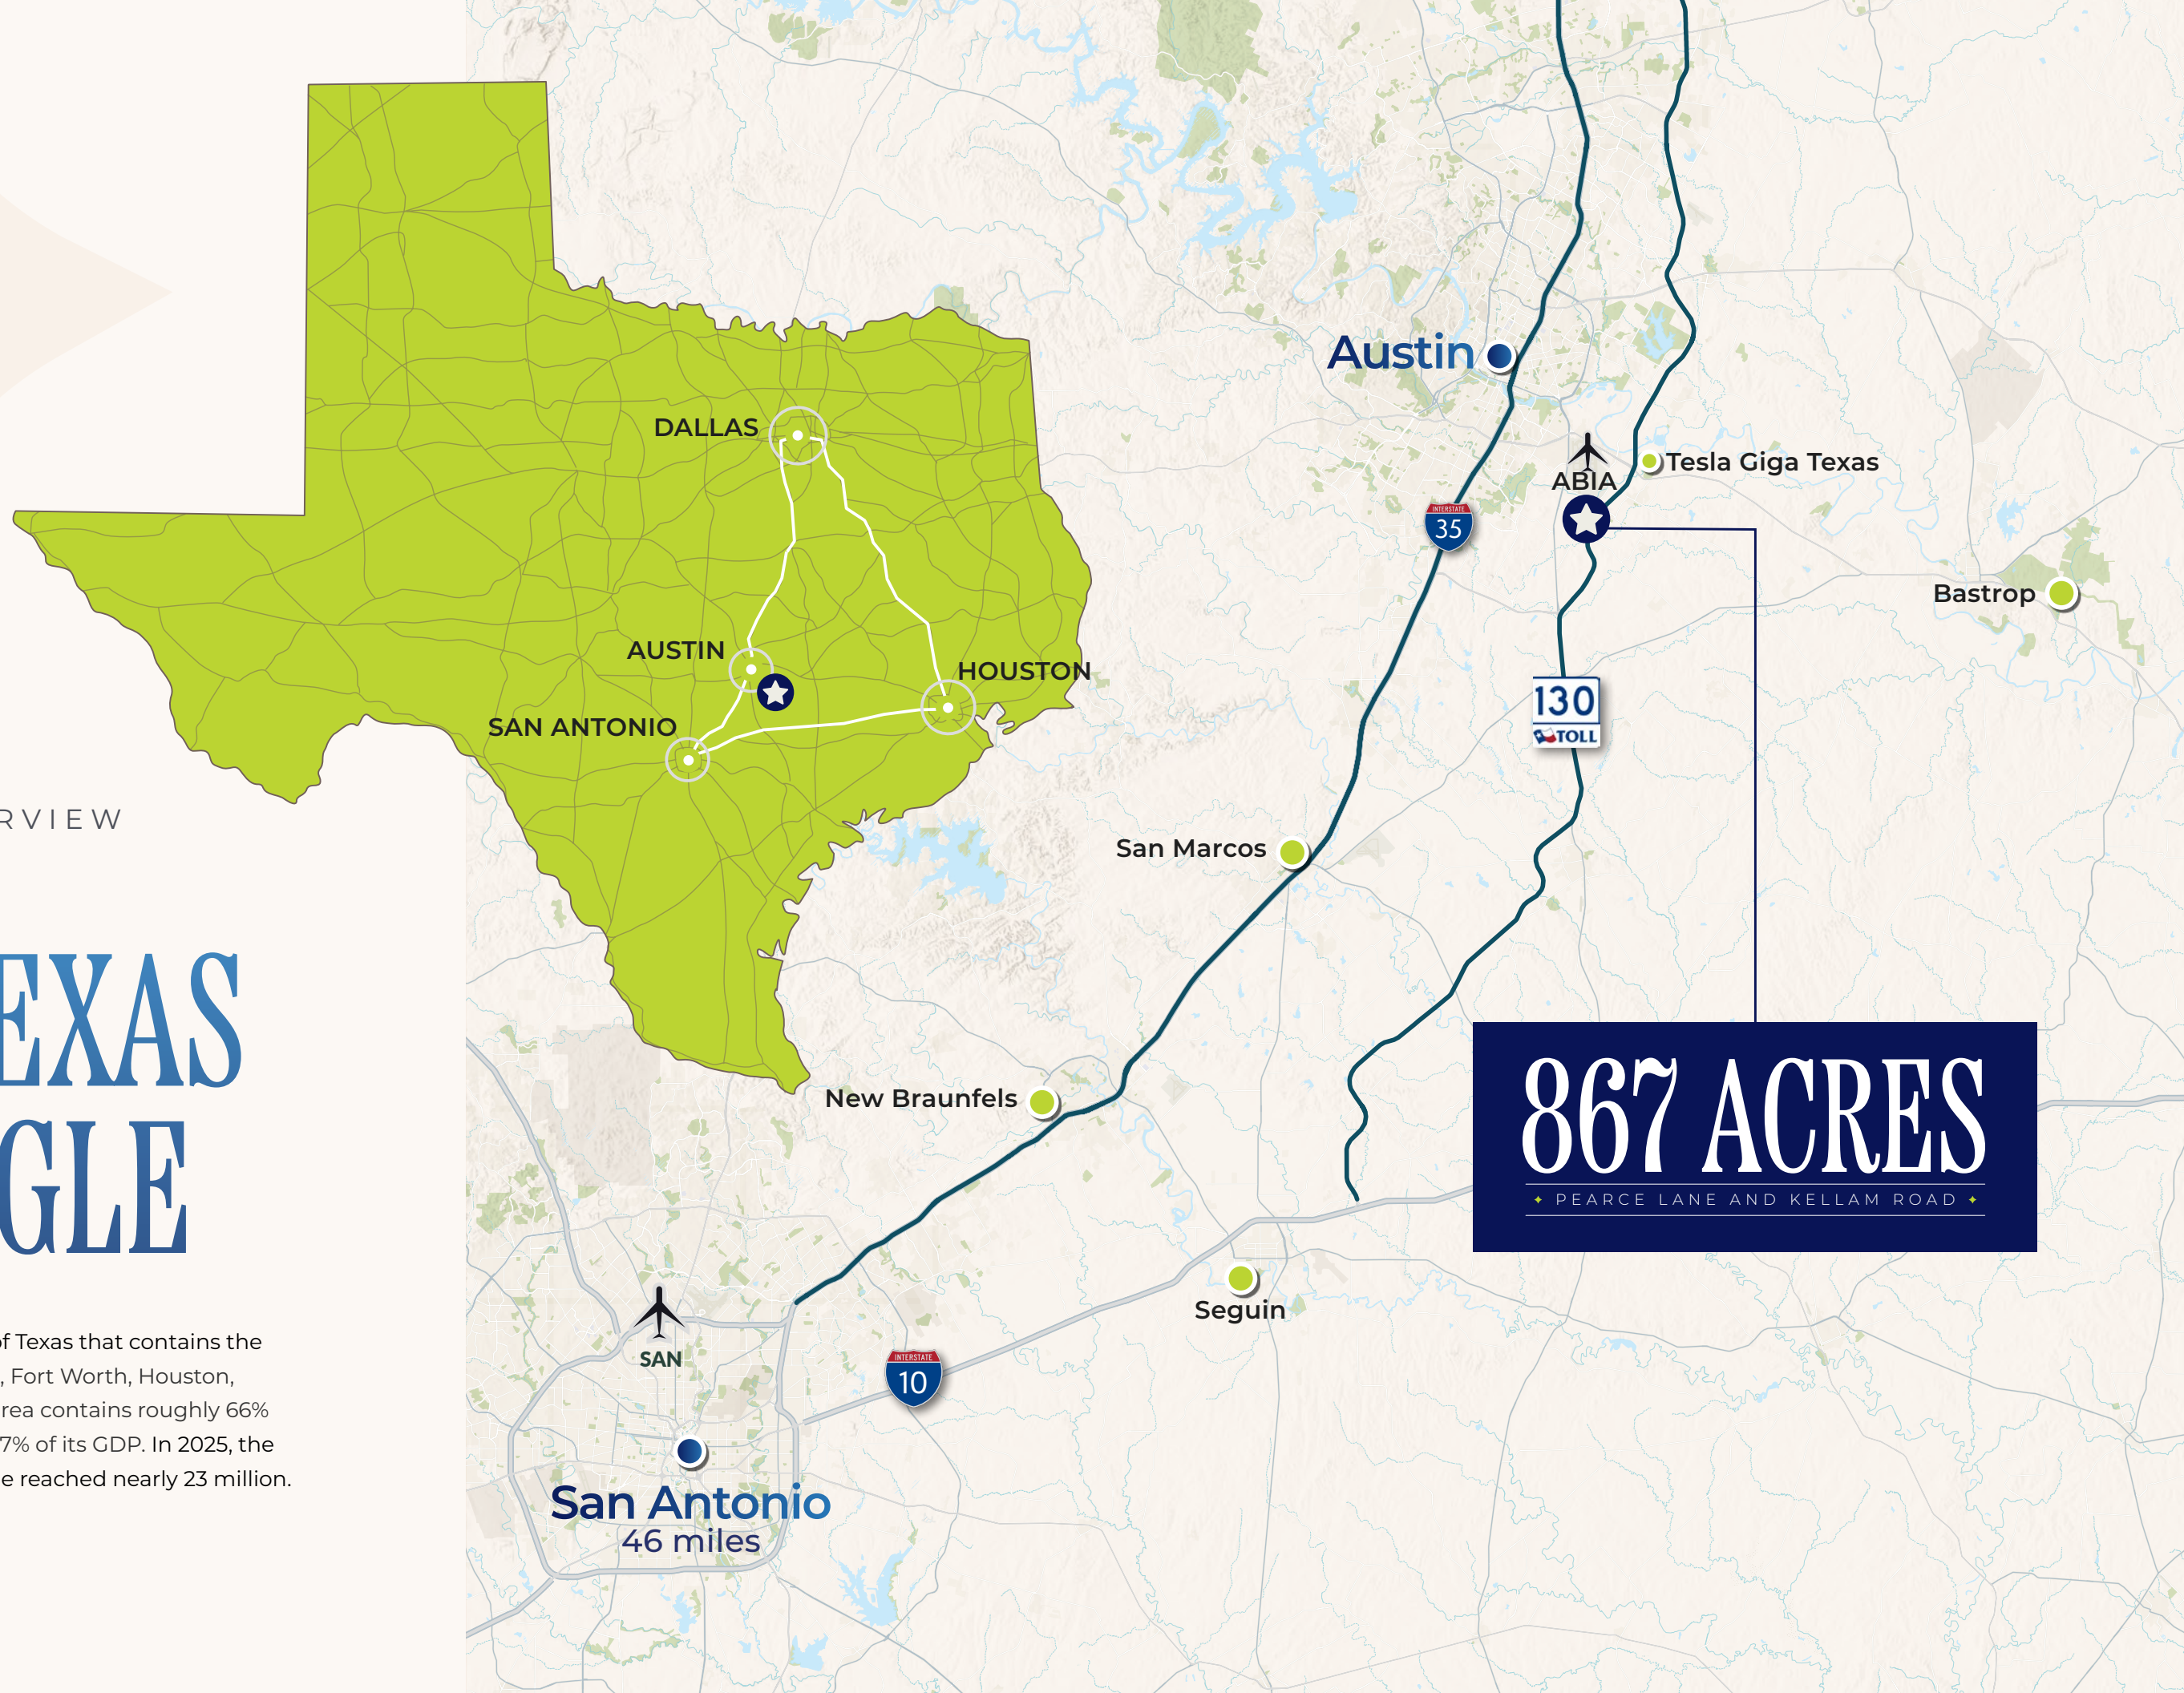 RVIEW
EXAS
GLE
of Texas that contains the
, Fort Worth, Houston,
rea contains roughly 66%
7% of its GDP. In 2025, the
e reached nearly 23 million.
DALLAS
AUSTIN
HOUSTON
SAN ANTONIO
Austin
Tesla Giga Texas
ABIA
INTERSTATE
35
Bastrop
130
TOLL
San Marcos
New Braunfels
867 ACRES
PEARCE LANE AND KELLAM ROAD
Seguin
SAN
INTERSTATE
10
San Antonio
46 miles